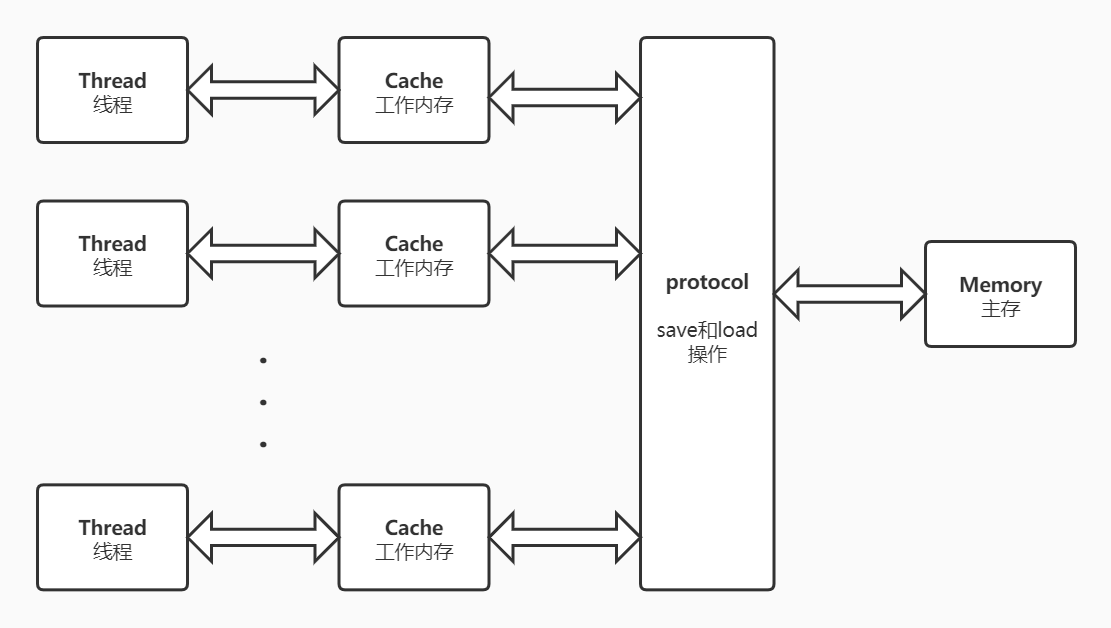 Thread
线程
Cache
工作内存
Thread
线程
Cache
工作内存
protocol
save和load
操作
Memory
主存
Thread
线程
Cache
工作内存